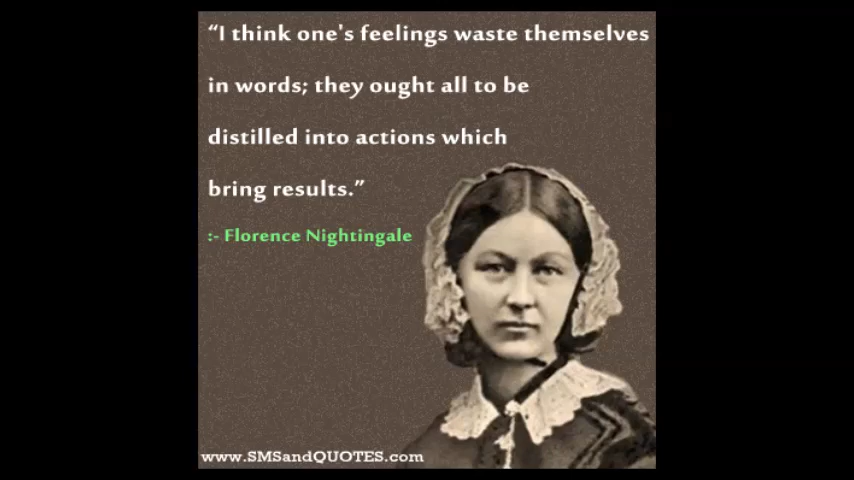 “I think one's feelings waste themselves
in words; they ought all to be
distilled into actions which
bring results.”
:- Florence Nightingale
www.SMSandQUOTES.com